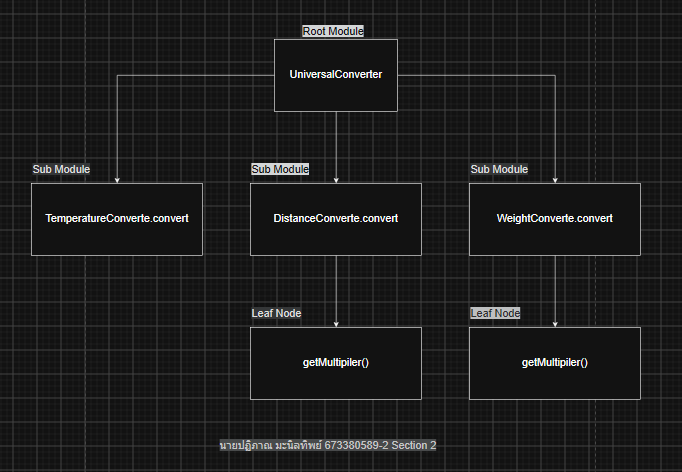 Root Module
UniversalConverter
Sub Module
Sub Module
Sub Module
TemperatureConverte.convert
DistanceConverte.convert
WeightConverte.convert
Leaf Node
Leaf Node
getMultipiler()
getMultipiler()
นายปฏิภาณ มะนิลทิพย์ 673380589-2 Section 2